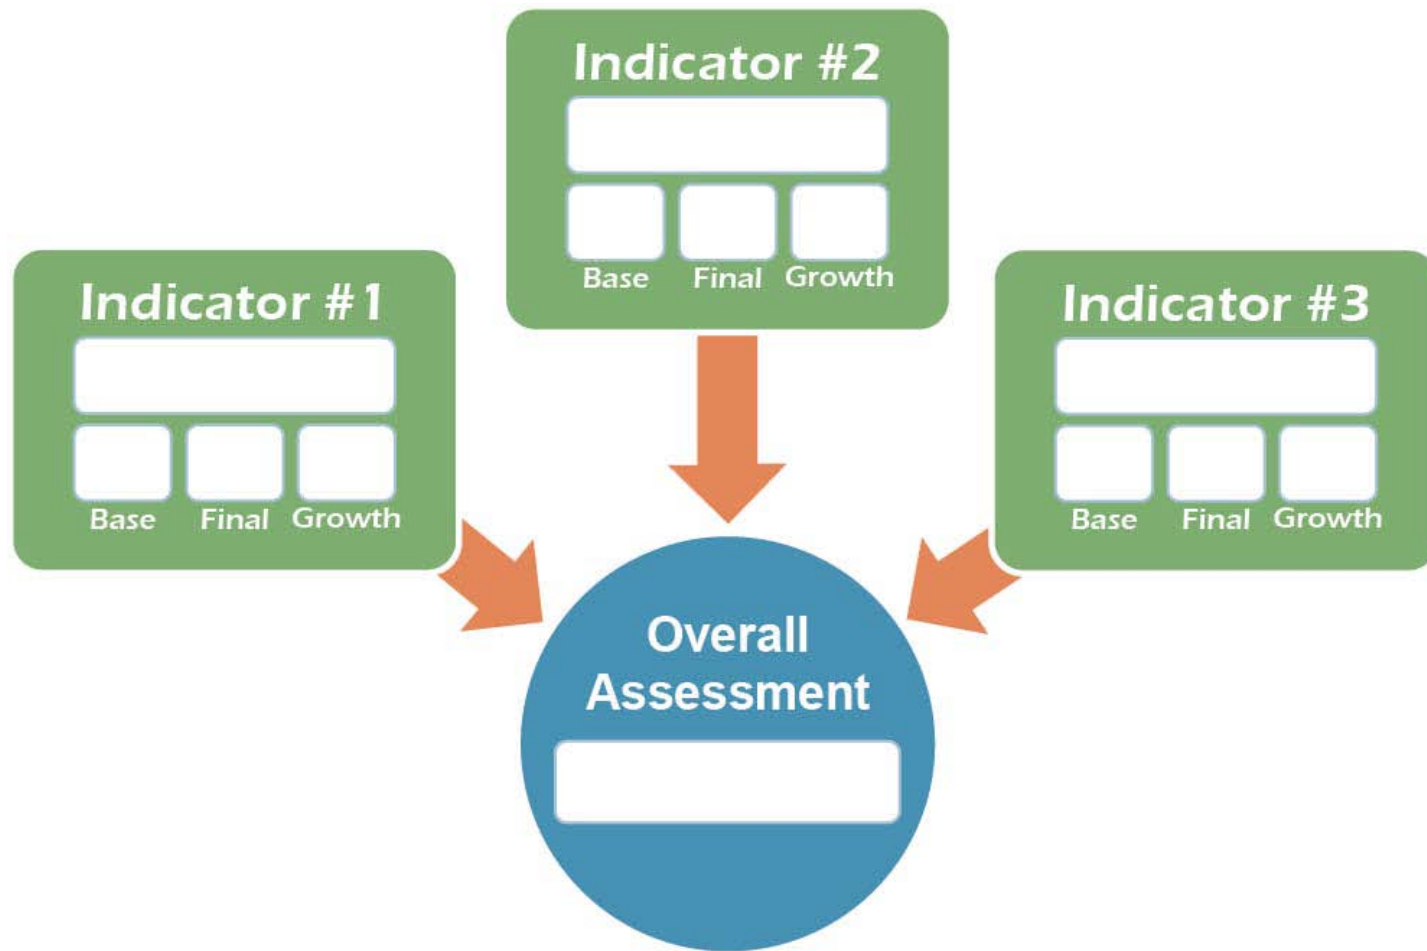 Indicator #1
Base Final Growth
Indicator #2
Base Final Growth
Indicator #3
Base Final Growth
Overall
Assessment